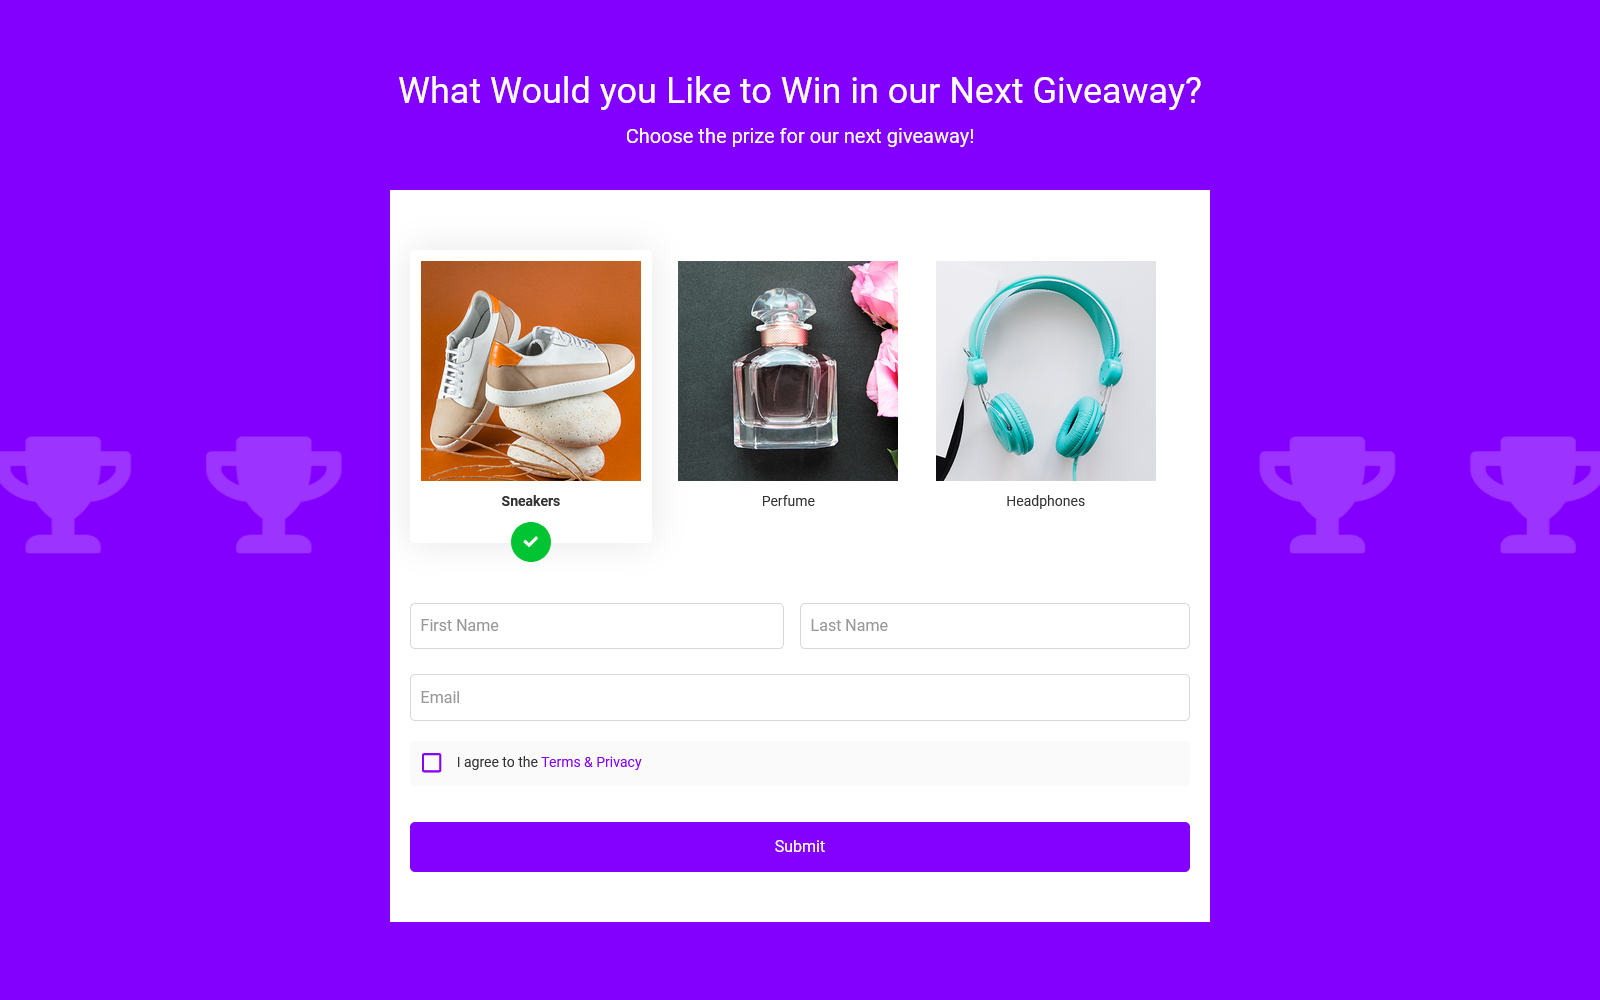 What Would you Like to Win in our Next Giveaway?
Choose the prize for our next giveaway!
Sneakers
Perfume
Headphones
First Name
Last Name
Email
I agree to the Terms & Privacy
Submit